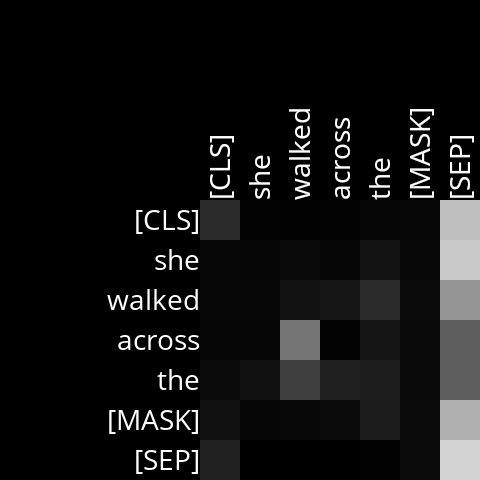 [CLS]
she
walked
across
the
[MASK]
[SEP]
[CLS]
she
walked
across
the
[MASK]
[SEP]